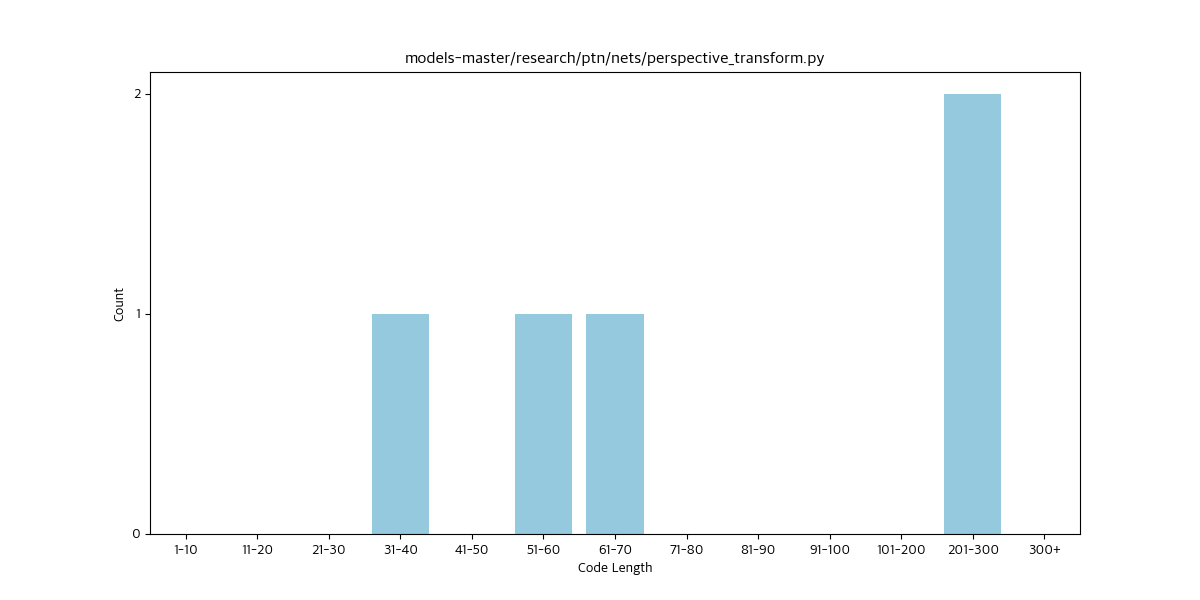 models-master/research/ptn/nets/perspective_transform.py
Count
2
1
0
1-10 11-20 21-30 31-40 41-50 51-60 61-70 71-80 81-90 91-100 101-200 201-300 300+
Code Length